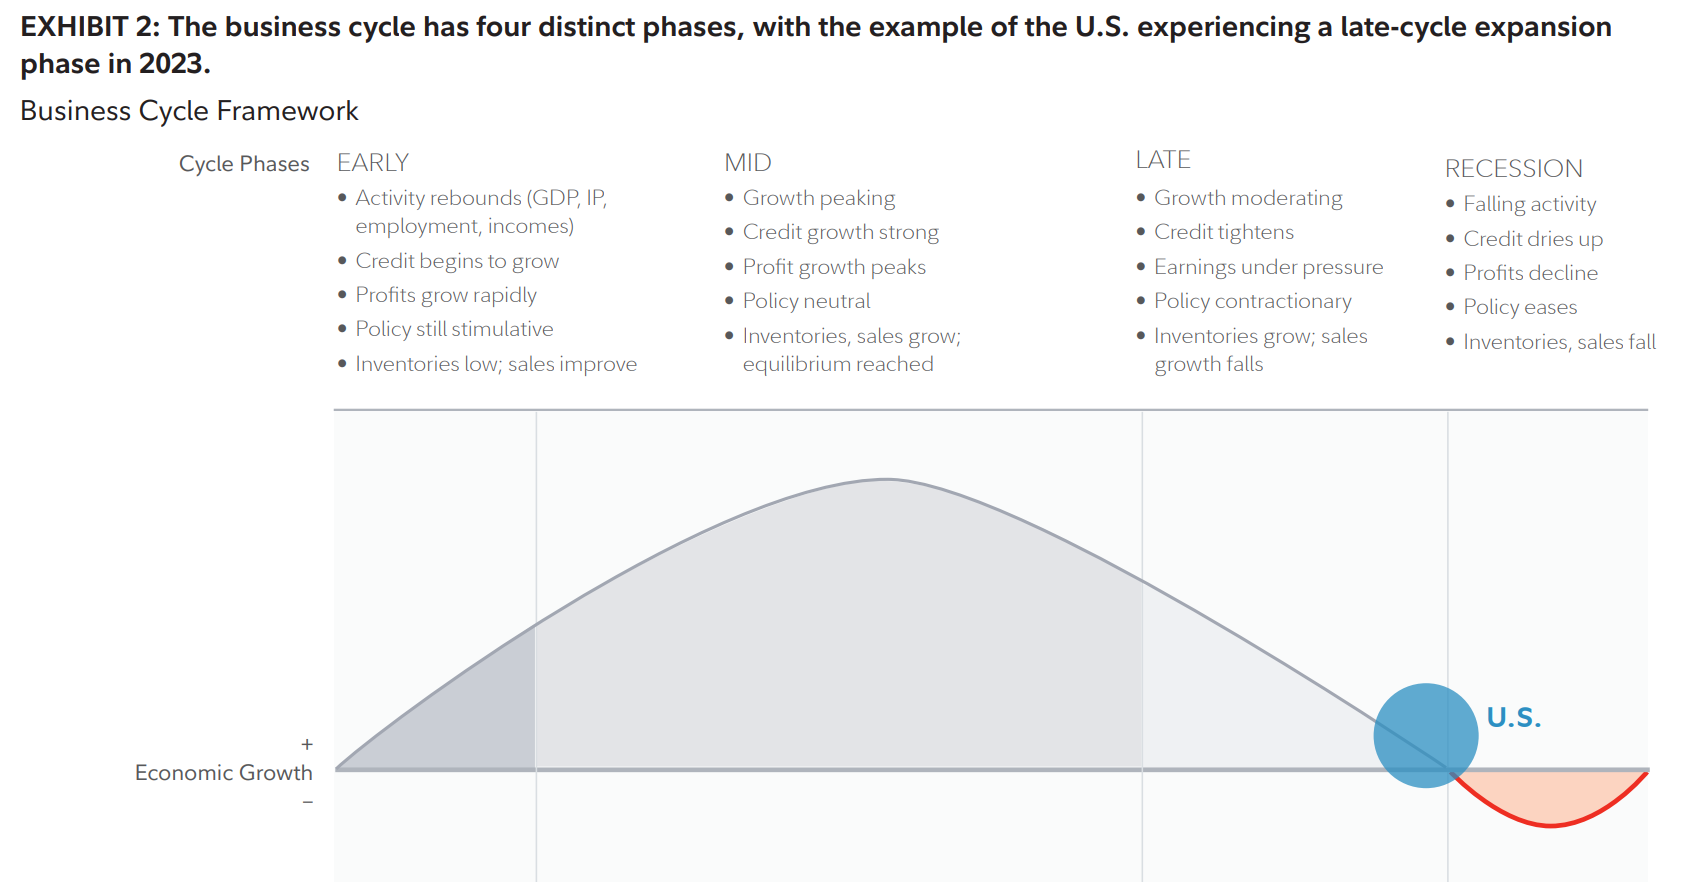 EXHIBIT 2: The business cycle has four distinct phases, with the example of the U.S. experiencing a late-cycle expansion
phase in 2023.
Business Cycle Framework
Cycle Phases
EARLY
• Activity rebounds (GDP, IP,
employment, incomes)
• Credit begins to grow
• Profits grow rapidly
• Policy still stimulative
• Inventories low; sales improve
MID
• Growth peaking
• Credit growth strong
• Profit growth peaks
• Policy neutral
• Inventories, sales grow;
equilibrium reached
LATE
• Growth moderating
• Credit tightens
• Earnings under pressure
• Policy contractionary
• Inventories grow; sales
growth falls
RECESSION
• Falling activity
• Credit dries up
• Profits decline
• Policy eases
• Inventories, sales fall
U.S.
+
Economic Growth
–